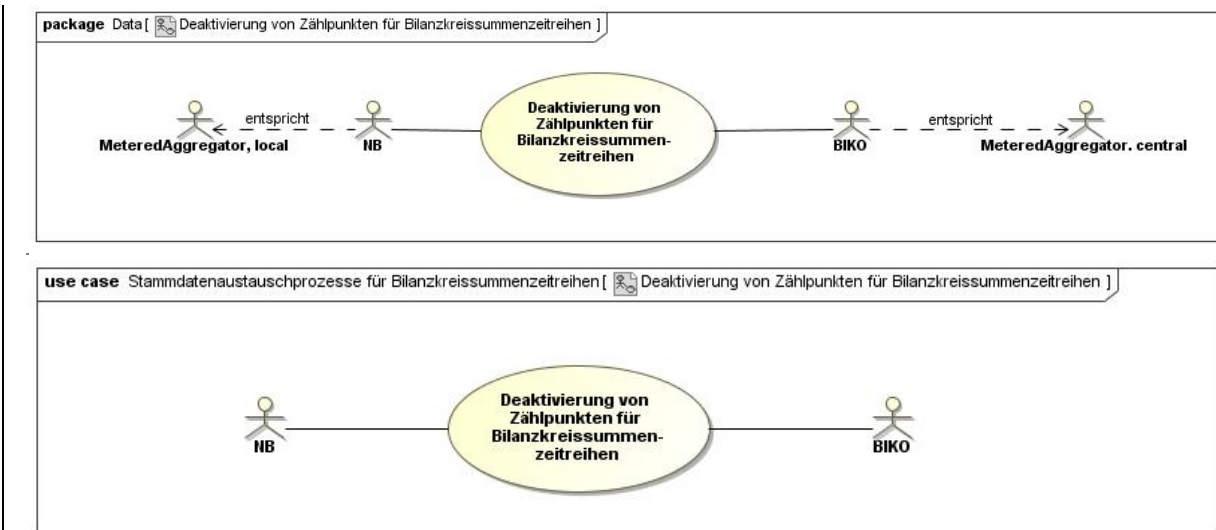 package Data [ Deaktivierung von Zählpunkten für Bilanzkreissummenzeitreihen ]
entspricht
MeteredAggregator, local
NB
Deaktivierung von
Zählpunkten für
Bilanzkreissummen-
zeitreihen
BIKO
entspricht
MeteredAggregator. central
use case Stammdatenaustauschprozesse für Bilanzkreissummenzeitreihen [ Deaktivierung von Zählpunkten für Bilanzkreissummenzeitreihen ]
NB
Deaktivierung von
Zählpunkten für
Bilanzkreissummen-
zeitreihen
BIKO